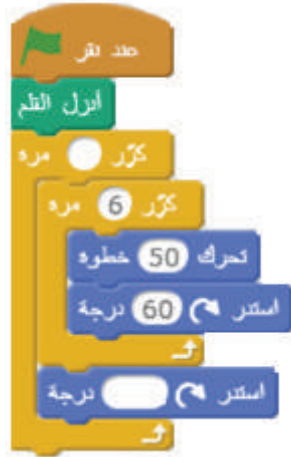 عند نقر
أنزل القلم
كرّر مرة
كرّر 6 مرة
تحرك 50 خطوة
استدر 60 درجة
استدر درجة